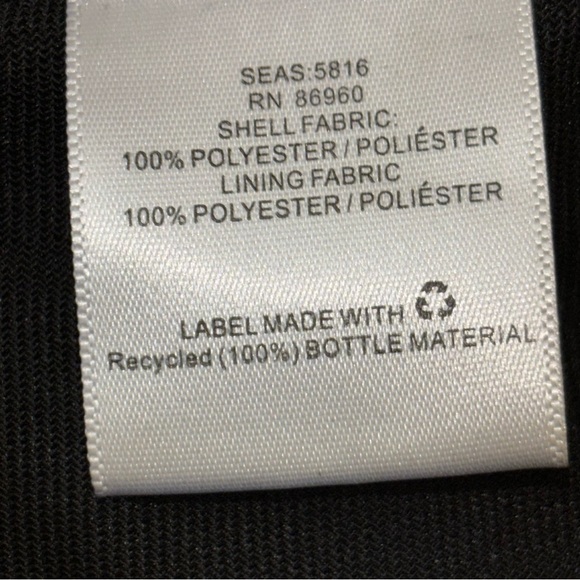 SEAS:5816
RN 86960
SHELL FABRIC:
100% POLYESTER / POLIÉSTER
LINING FABRIC
100% POLYESTER / POLIÉSTER
LABEL MADE WITH
Recycled (100%) BOTTLE MATERIAL